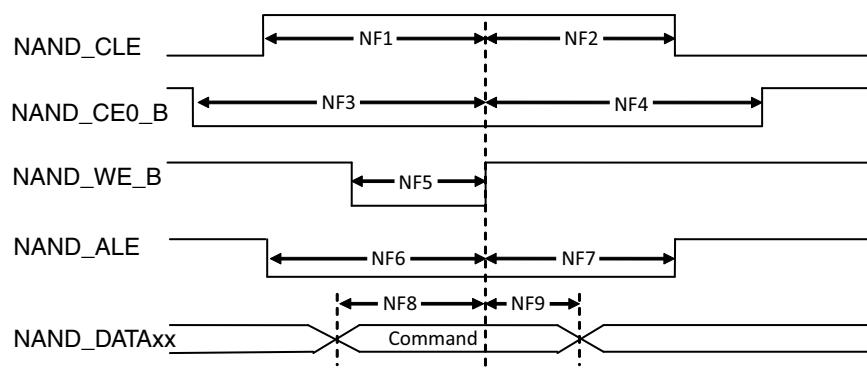 NAND_CLE
NF1
NF2
NAND_CE0_B
NF3
NF4
NAND_WE_B
NF5
NAND_ALE
NF6
NF7
NF8
NF9
NAND_DATAxx
Command